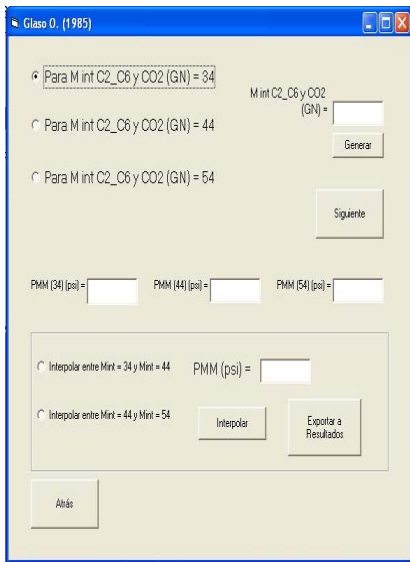 Glaso O. (1985)
Para M int C2_C6 y CO2 (GN) = 34
M int C2_C6 y CO2
(GN) =
Para M int C2_C6 y CO2 (GN) = 44
Generar
Para M int C2_C6 y CO2 (GN) = 54
Siguiente
PMM (34) (psi) =
PMM (44) (psi) =
PMM (54) (psi) =
Interpolar entre Mint = 34 y Mint = 44
PMM (psi) =
Interpolar entre Mint = 44 y Mint = 54
Interpolar
Exportar a
Resultados
Atrás